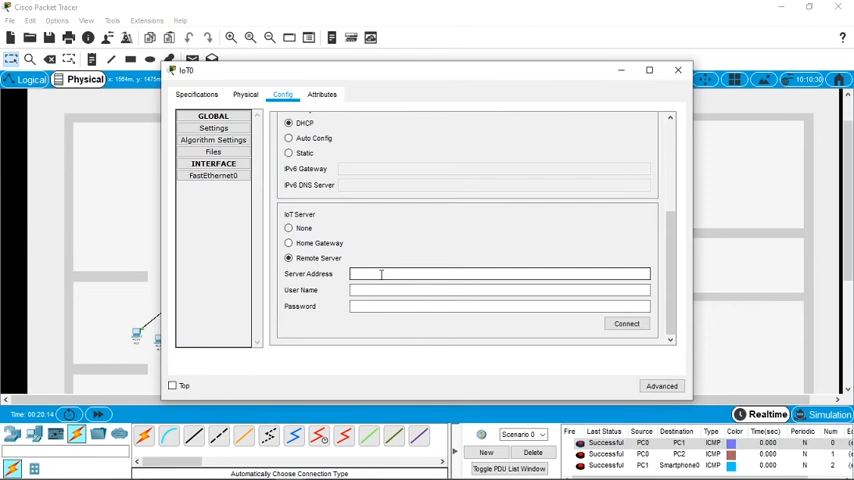 Cisco Packet Tracer
File Edit Options View Tools Extensions Help
Logical Physical x: 1564m, y: 1475m 10:10:30
IoT0
Specifications Physical Config Attributes
GLOBAL
Settings
Algorithm Settings
Files
INTERFACE
FastEthernet0
DHCP
Auto Config
Static
IPv6 Gateway
IPv6 DNS Server
IoT Server
None
Home Gateway
Remote Server
Server Address
User Name
Password
Connect
Top
Advanced
Time: 00:20:14 Realtime Simulation
Scenario 0
New Delete
Toggle PDU List Window
Automatically Choose Connection Type
Fire Last Status Source Destination Type Color Time(sec) Periodic Num Edit
Successful PC0 PC1 ICMP 0.000 N 0
Successful PC0 PC2 ICMP 0.000 N 1
Successful PC1 Smartphone0 ICMP 0.000 N 2